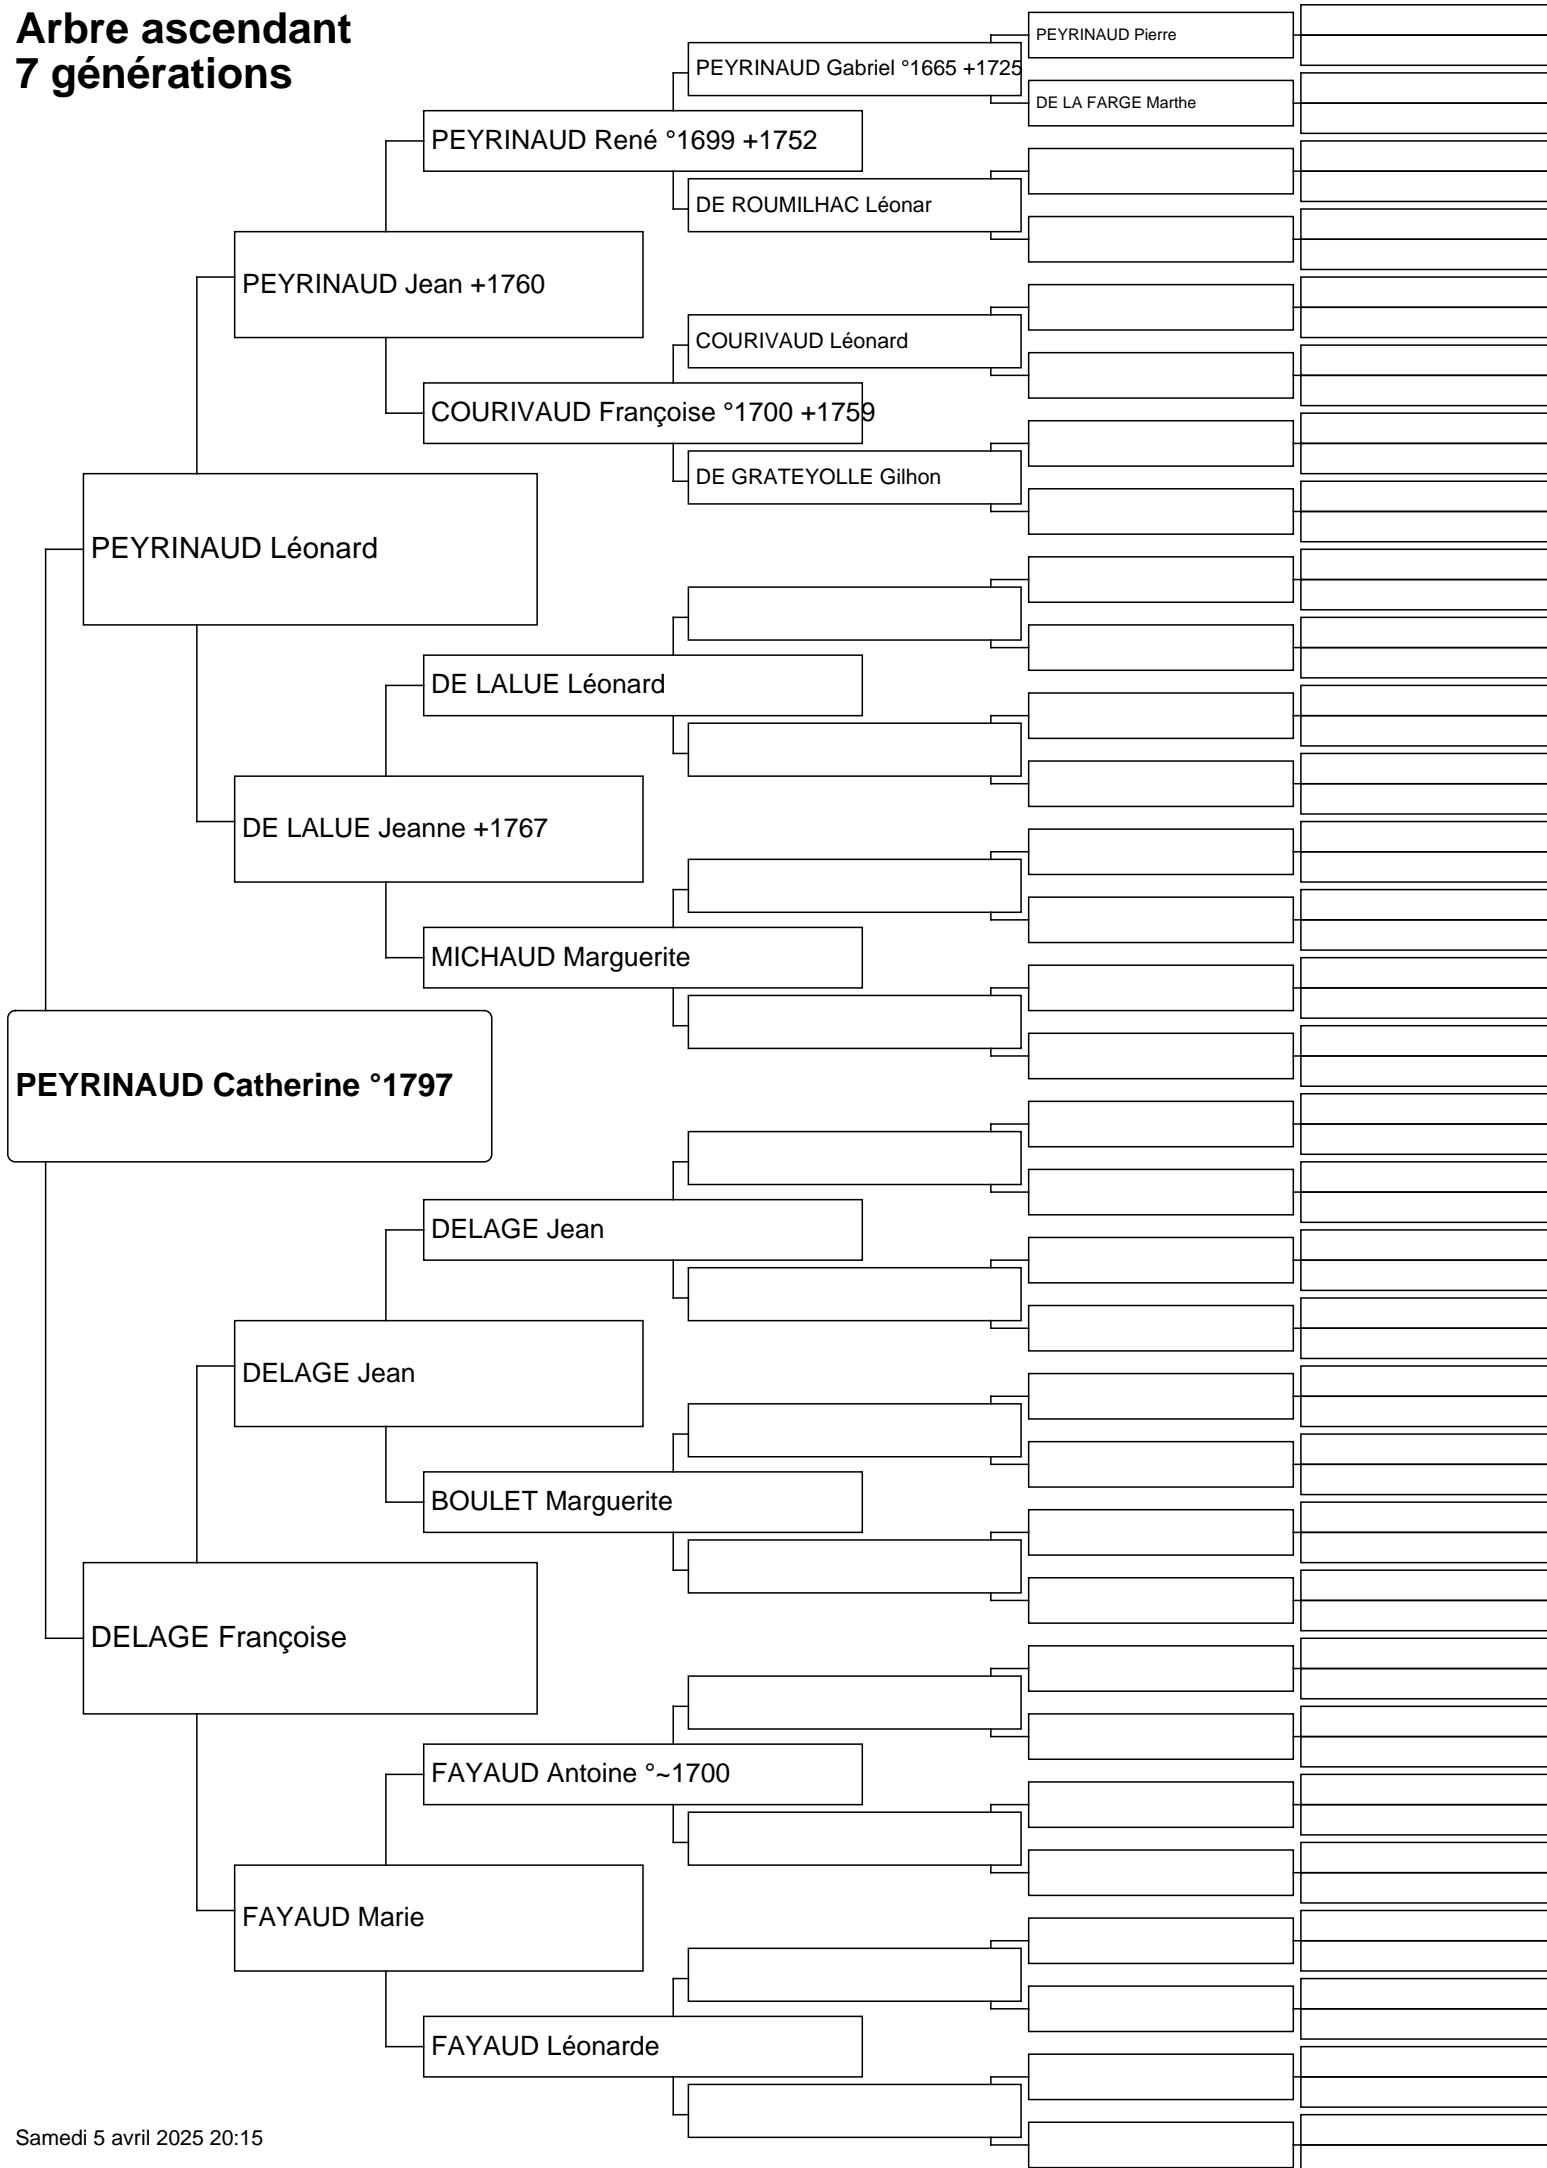 Arbre ascendant
7 générations
PEYRINAUD Pierre
PEYRINAUD Gabriel °1665 +1725
DE LA FARGE Marthe
PEYRINAUD René °1699 +1752
DE ROUMILHAC Léonar
PEYRINAUD Jean +1760
COURIVAUD Léonard
COURIVAUD Françoise °1700 +1759
DE GRATEYOLLE Gilhon
PEYRINAUD Léonard
DE LALUE Léonard
DE LALUE Jeanne +1767
MICHAUD Marguerite
PEYRINAUD Catherine °1797
DELAGE Jean
DELAGE Jean
BOULET Marguerite
DELAGE Françoise
FAYAUD Antoine °~1700
FAYAUD Marie
FAYAUD Léonarde
Samedi 5 avril 2025 20:15